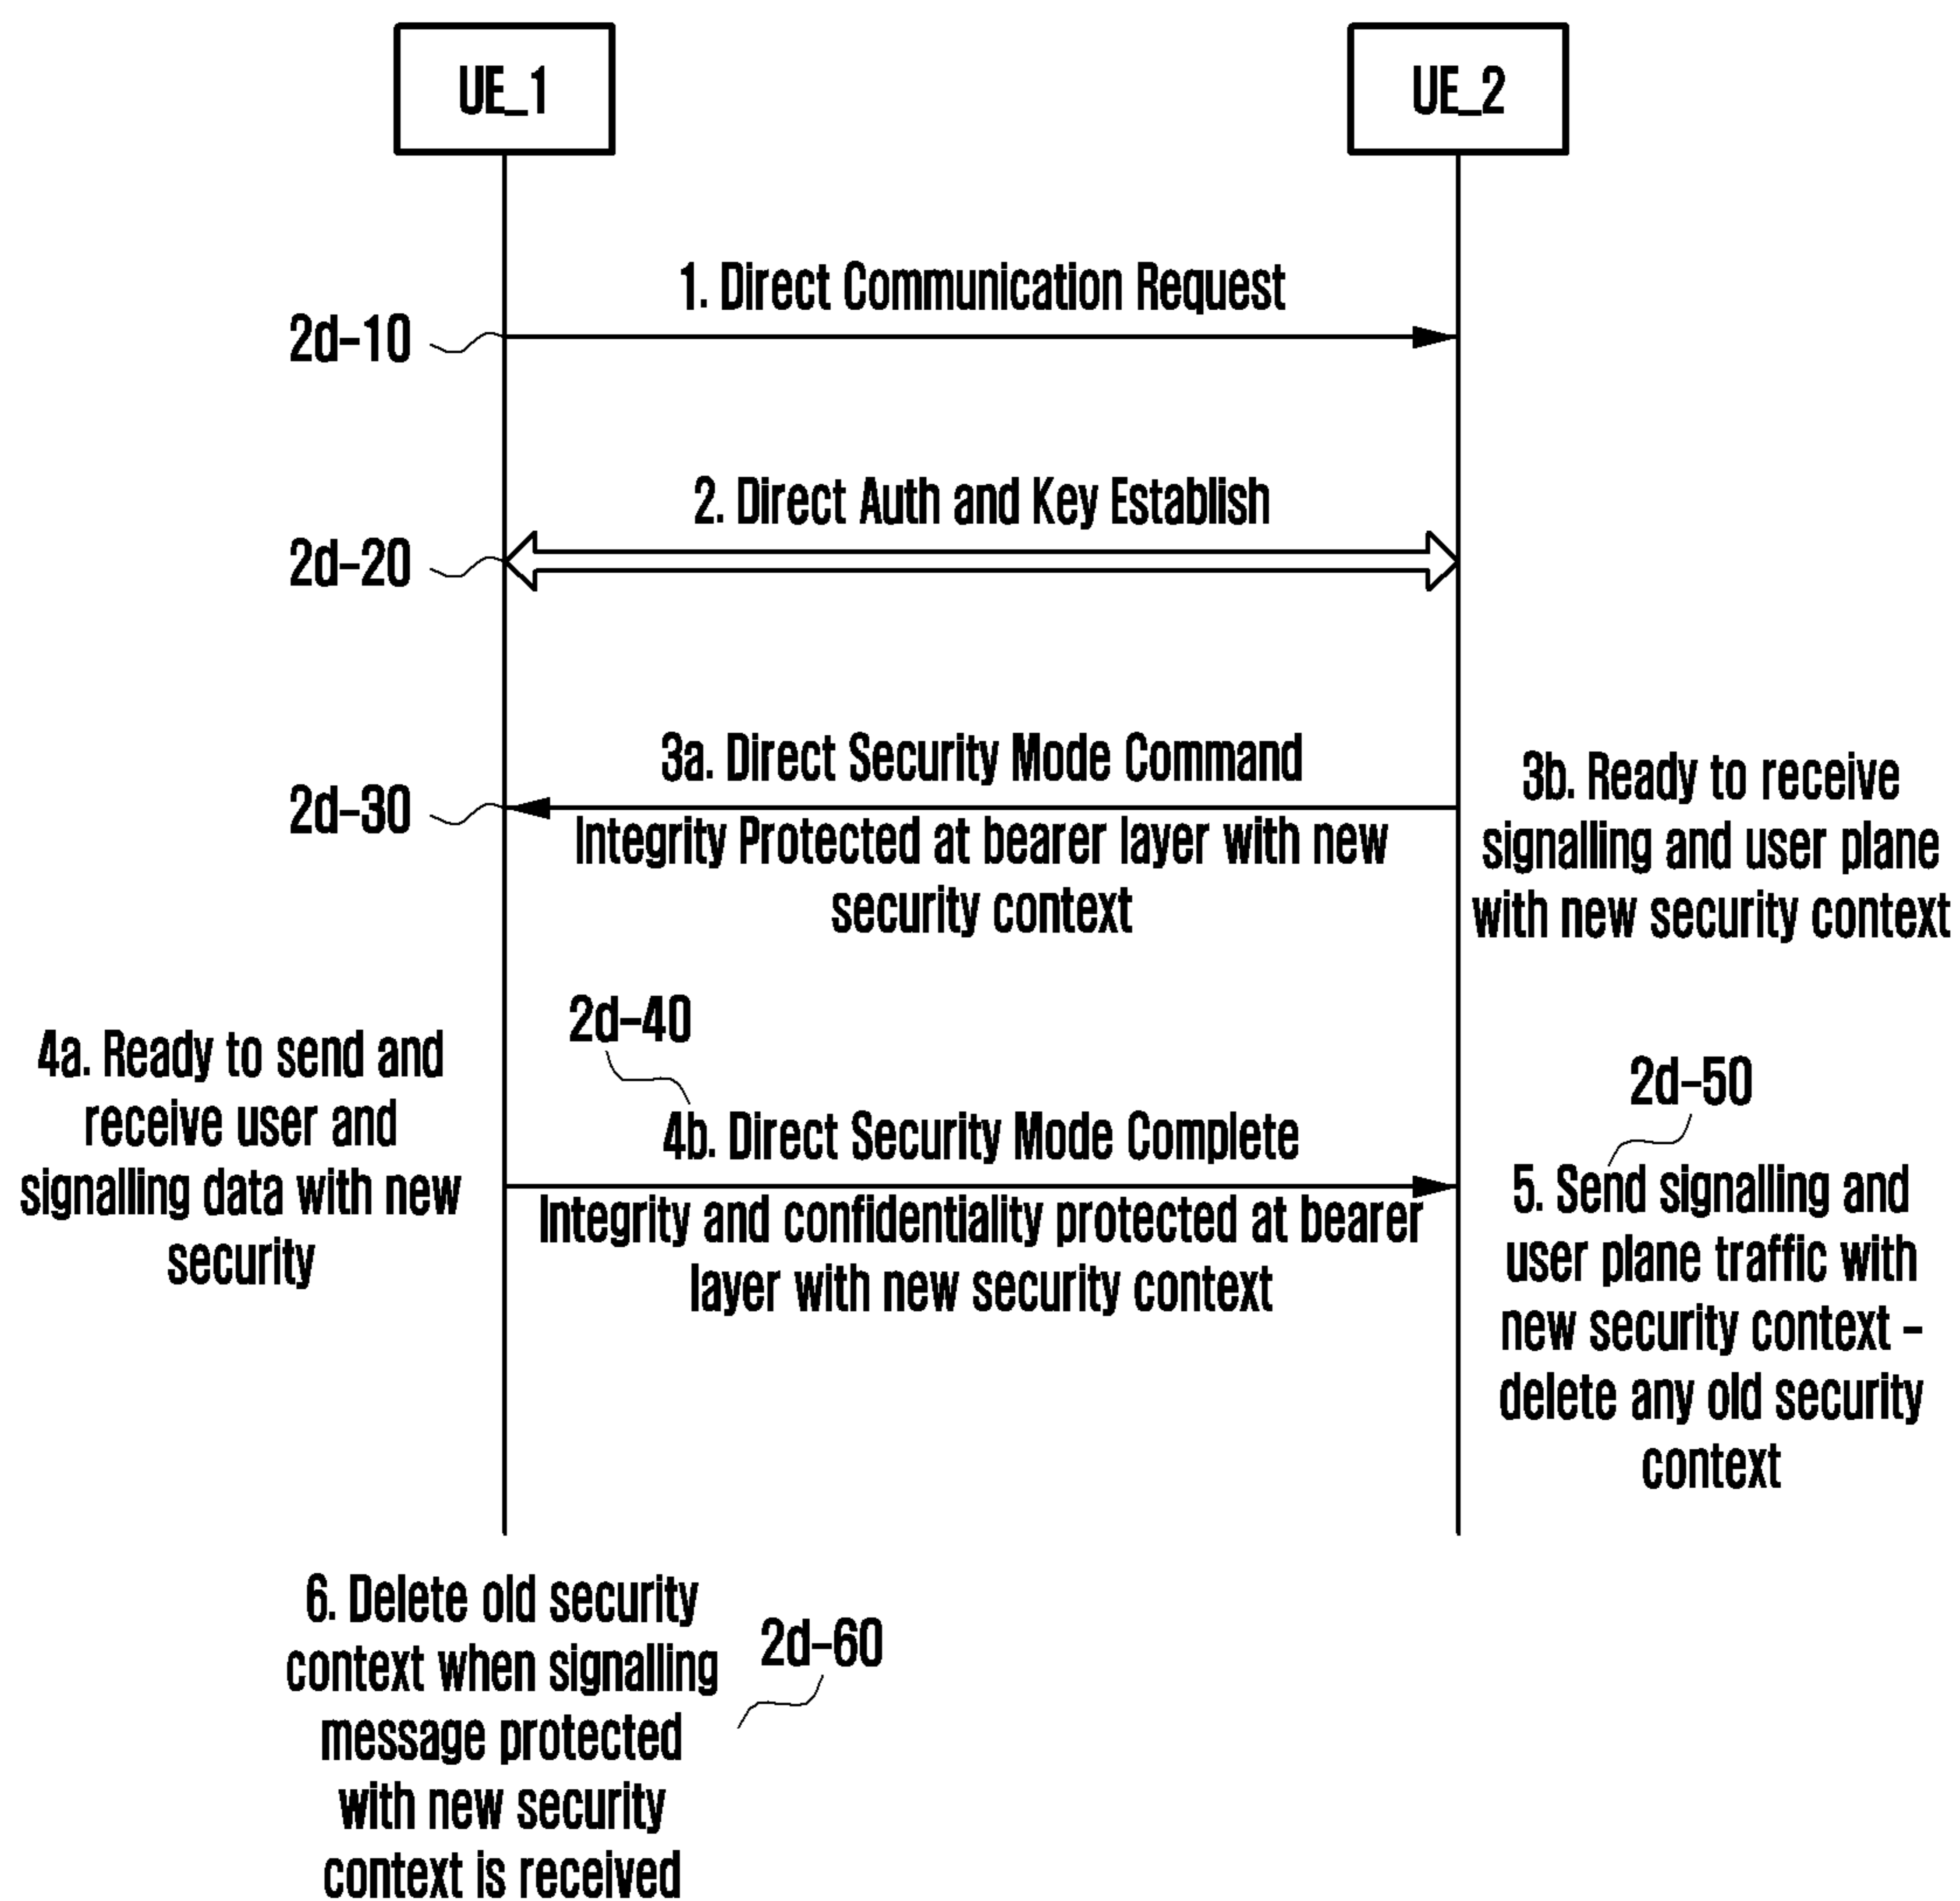 UE_1
UE_2
1. Direct Communication Request
2d-10
2. Direct Auth and Key Establish
2d-20
3a. Direct Security Mode Command
2d-30
Integrity Protected at bearer layer with new
security context
3b. Ready to receive
signalling and user plane
with new security context
2d-40
4a. Ready to send and
receive user and
signalling data with new
security
4b. Direct Security Mode Complete
Integrity and confidentiality protected at bearer
layer with new security context
2d-50
5. Send signalling and
user plane traffic with
new security context -
delete any old security
context
6. Delete old security
context when signalling
message protected
with new security
context is received
2d-60